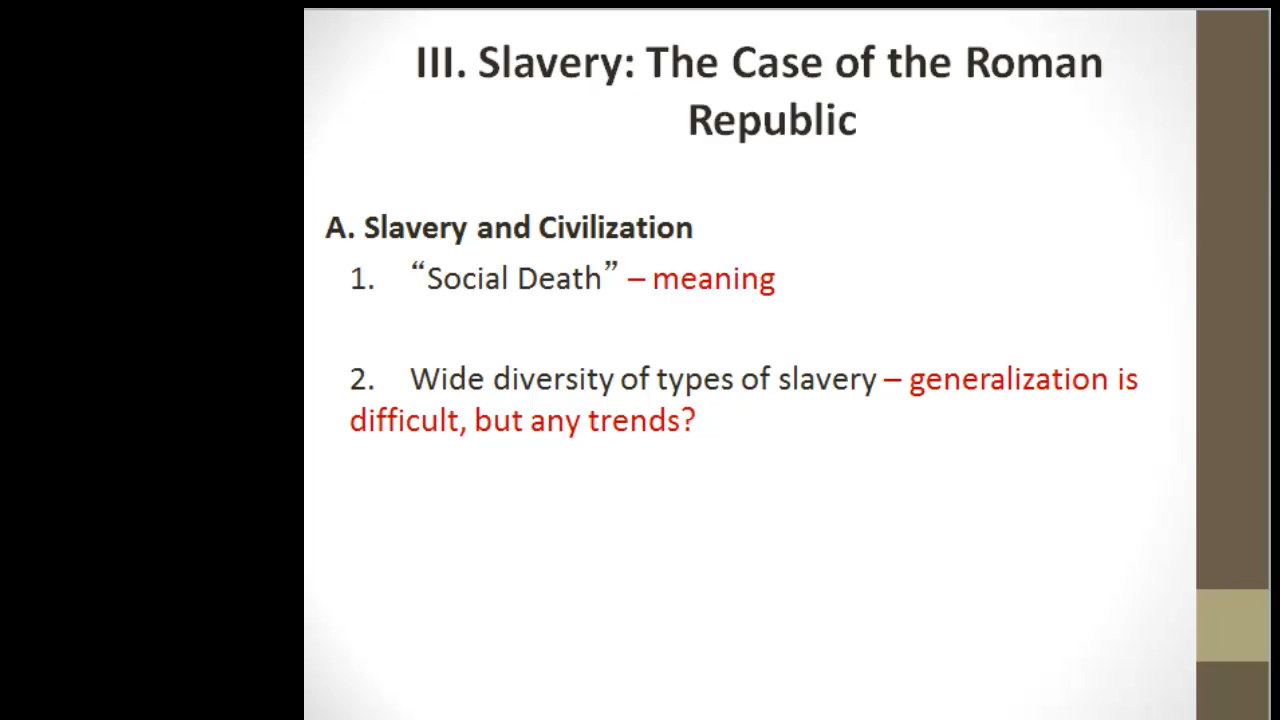 III. Slavery: The Case of the Roman
Republic
A. Slavery and Civilization
1. “Social Death” – meaning
2. Wide diversity of types of slavery – generalization is
difficult, but any trends?